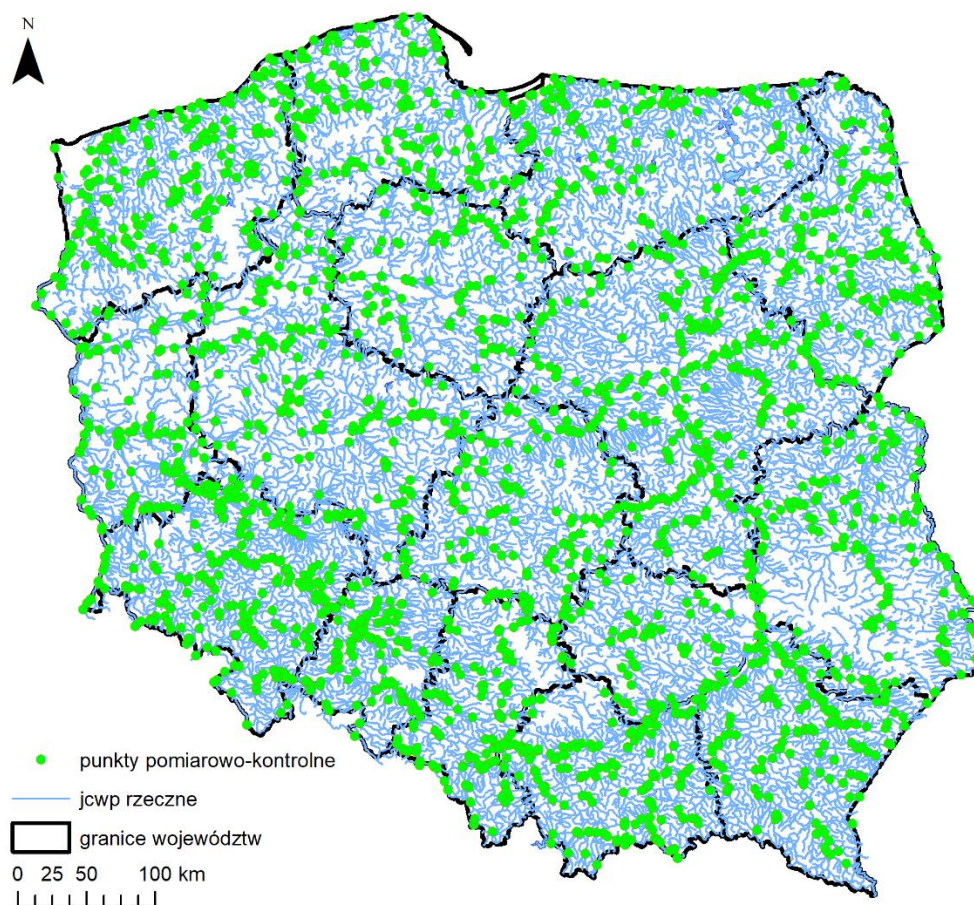 N
punkty pomiarowo-kontrolne
jcwp rzeczne
granice województw
0 25 50 100 km